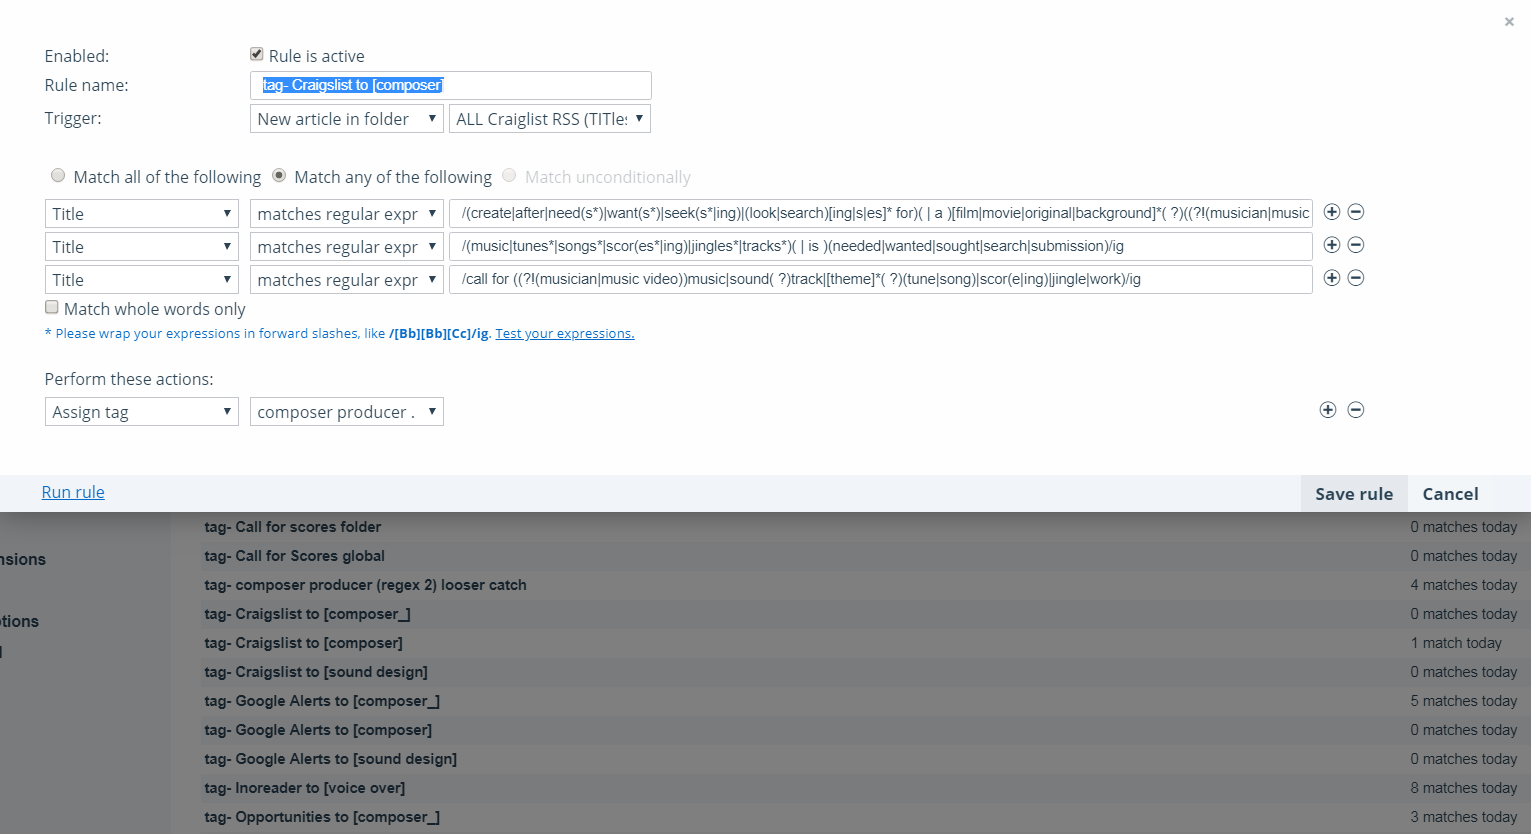 ×
Enabled: Rule is active
Rule name: tag- Craigslist to [composer]
Trigger: New article in folder ALL Craiglist RSS (TITles
Match all of the following Match any of the following Match unconditionally
Title matches regular expr /(create|after|need(s*)|want(s*)|seek(s*|ing)|(look|search)[ing|s|es]* for)( | a )[film|movie|original|background]*( ?)((?!(musician|music
Title matches regular expr /(music|tunes*|songs*|scor(es*|ing)|jingles*|tracks*)( | is )(needed|wanted|sought|search|submission)/ig
Title matches regular expr /call for ((?!(musician|music video))music|sound( ?)track|[theme]*( ?)(tune|song)|scor(e|ing)|jingle|work)/ig
Match whole words only
* Please wrap your expressions in forward slashes, like /[Bb][Bb][Cc]/ig. Test your expressions.
Perform these actions:
Assign tag composer producer .
Run rule Save rule Cancel
tag- Call for scores folder 0 matches today
nsions tag- Call for Scores global 0 matches today
tag- composer producer (regex 2) looser catch 4 matches today
tions tag- Craigslist to [composer_] 0 matches today
tag- Craigslist to [composer] 1 match today
tag- Craigslist to [sound design] 0 matches today
tag- Google Alerts to [composer_] 5 matches today
tag- Google Alerts to [composer] 0 matches today
tag- Google Alerts to [sound design] 0 matches today
tag- Inoreader to [voice over] 8 matches today
tag- Opportunities to [composer_] 3 matches today